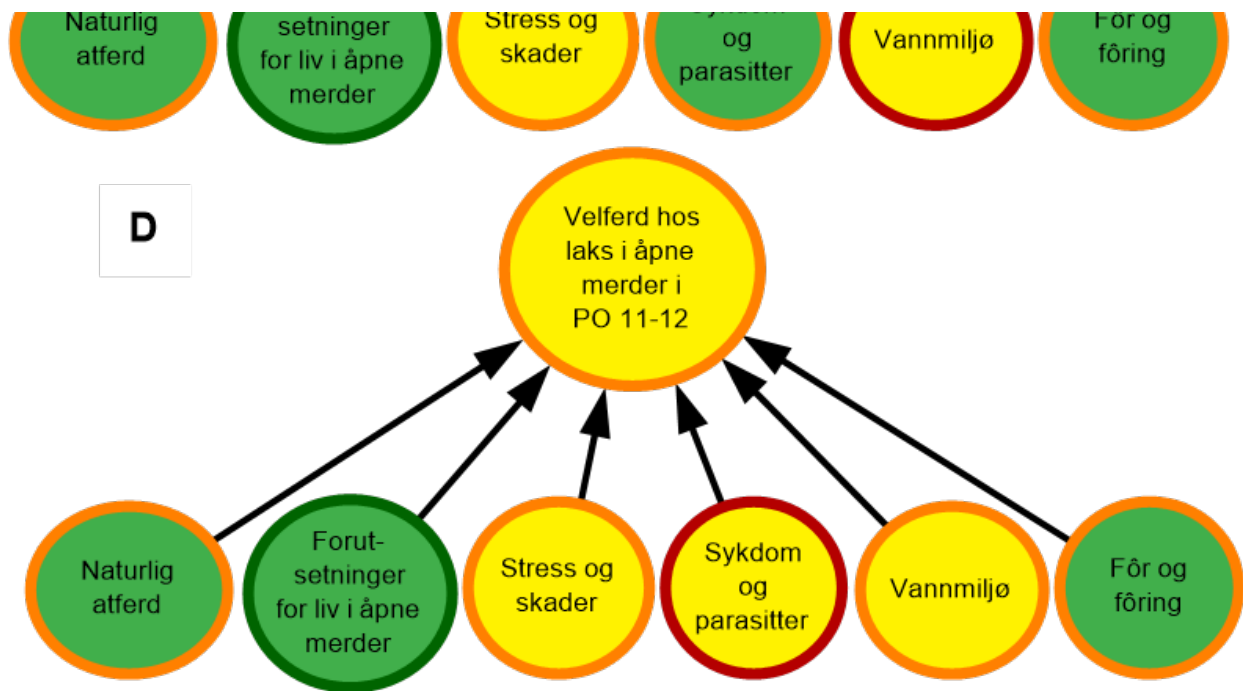 Naturlig
atferd
setninger
for liv i åpne
merder
Stress og
skader
og
parasitter
Vannmiljø
Fôr og
fôring
D
Velferd hos
laks i åpne
merder i
PO 11-12
Naturlig
atferd
Forut-
setninger
for liv i åpne
merder
Stress og
skader
Sykdom
og
parasitter
Vannmiljø
Fôr og
fôring